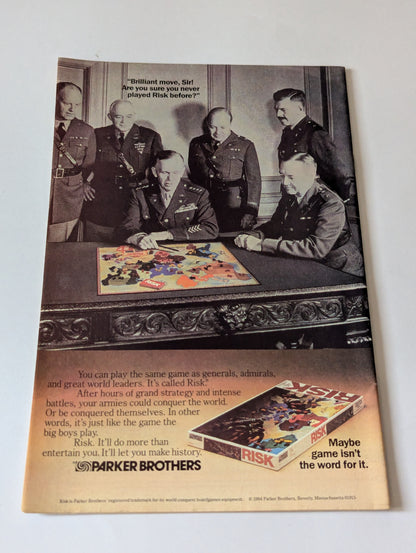 "Brilliant move, Sir!
Are you sure you never
played Risk before?"
RISK
You can play the same game as generals, admirals,
and great world leaders. It's called Risk.®
After hours of grand strategy and intense
battles, your armies could conquer the world.
Or be conquered themselves. In other
words, it's just like the game the
big boys play.
Risk. It'll do more than
entertain you. It'll let you make history.
PARKER BROTHERS
RISK
RISK
RISK
Maybe
game isn't
the word for it.
Risk is Parker Brothers' registered trademark for its world conquest boardgames equipment. © 1984 Parker Brothers, Beverly, Massachusetts 01915